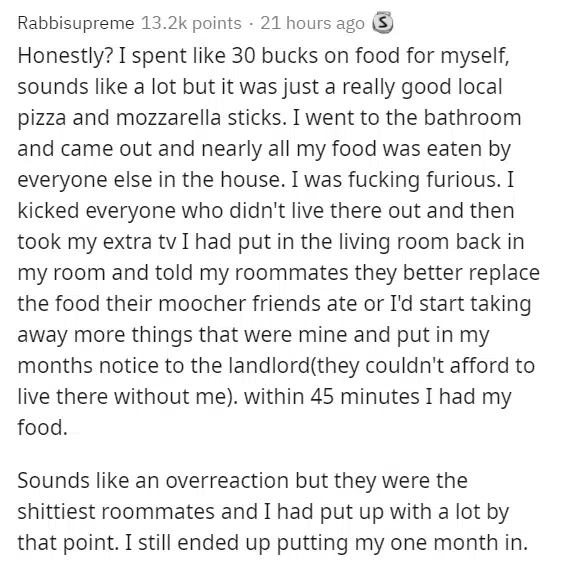 Rabbisupreme 13.2k points · 21 hours ago S
Honestly? I spent like 30 bucks on food for myself,
sounds like a lot but it was just a really good local
pizza and mozzarella sticks. I went to the bathroom
and came out and nearly all my food was eaten by
everyone else in the house. I was fucking furious. I
kicked everyone who didn't live there out and then
took my extra tv I had put in the living room back in
my room and told my roommates they better replace
the food their moocher friends ate or I'd start taking
away more things that were mine and put in my
months notice to the landlord(they couldn't afford to
live there without me). within 45 minutes I had my
food.
Sounds like an overreaction but they were the
shittiest roommates and I had put up with a lot by
that point. I still ended up putting my one month in.